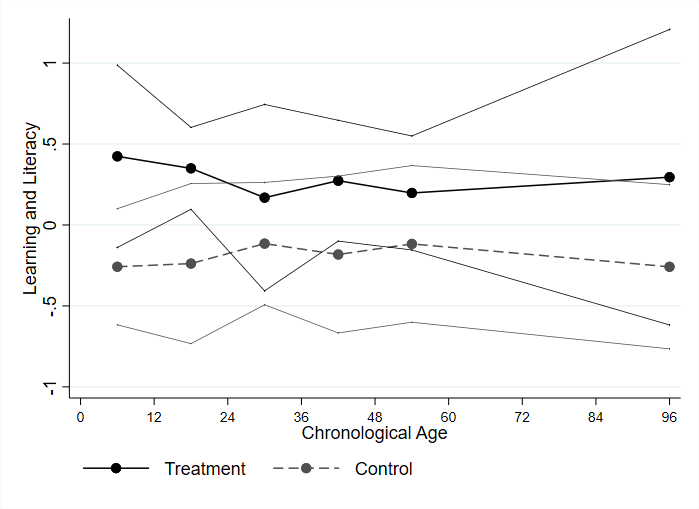 Learning and Literacy
1
.5
0
-.5
-1
0 12 24 36 48 60 72 84 96
Chronological Age
Treatment Control